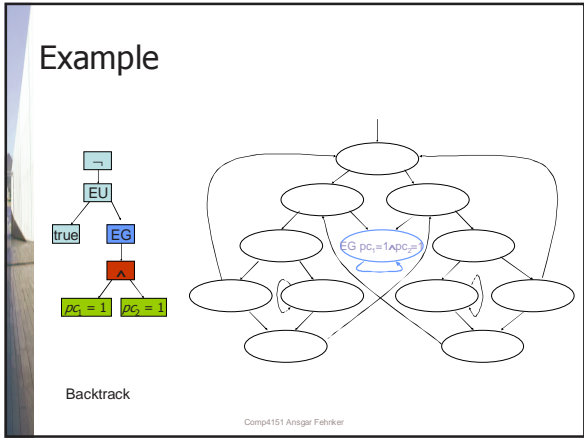 Example
¬
EU
true
EG
∧
pc₁ = 1
pc₂ = 1
EG pc₁=1∧pc₂=1
Backtrack
Comp4151 Ansgar Fehnker